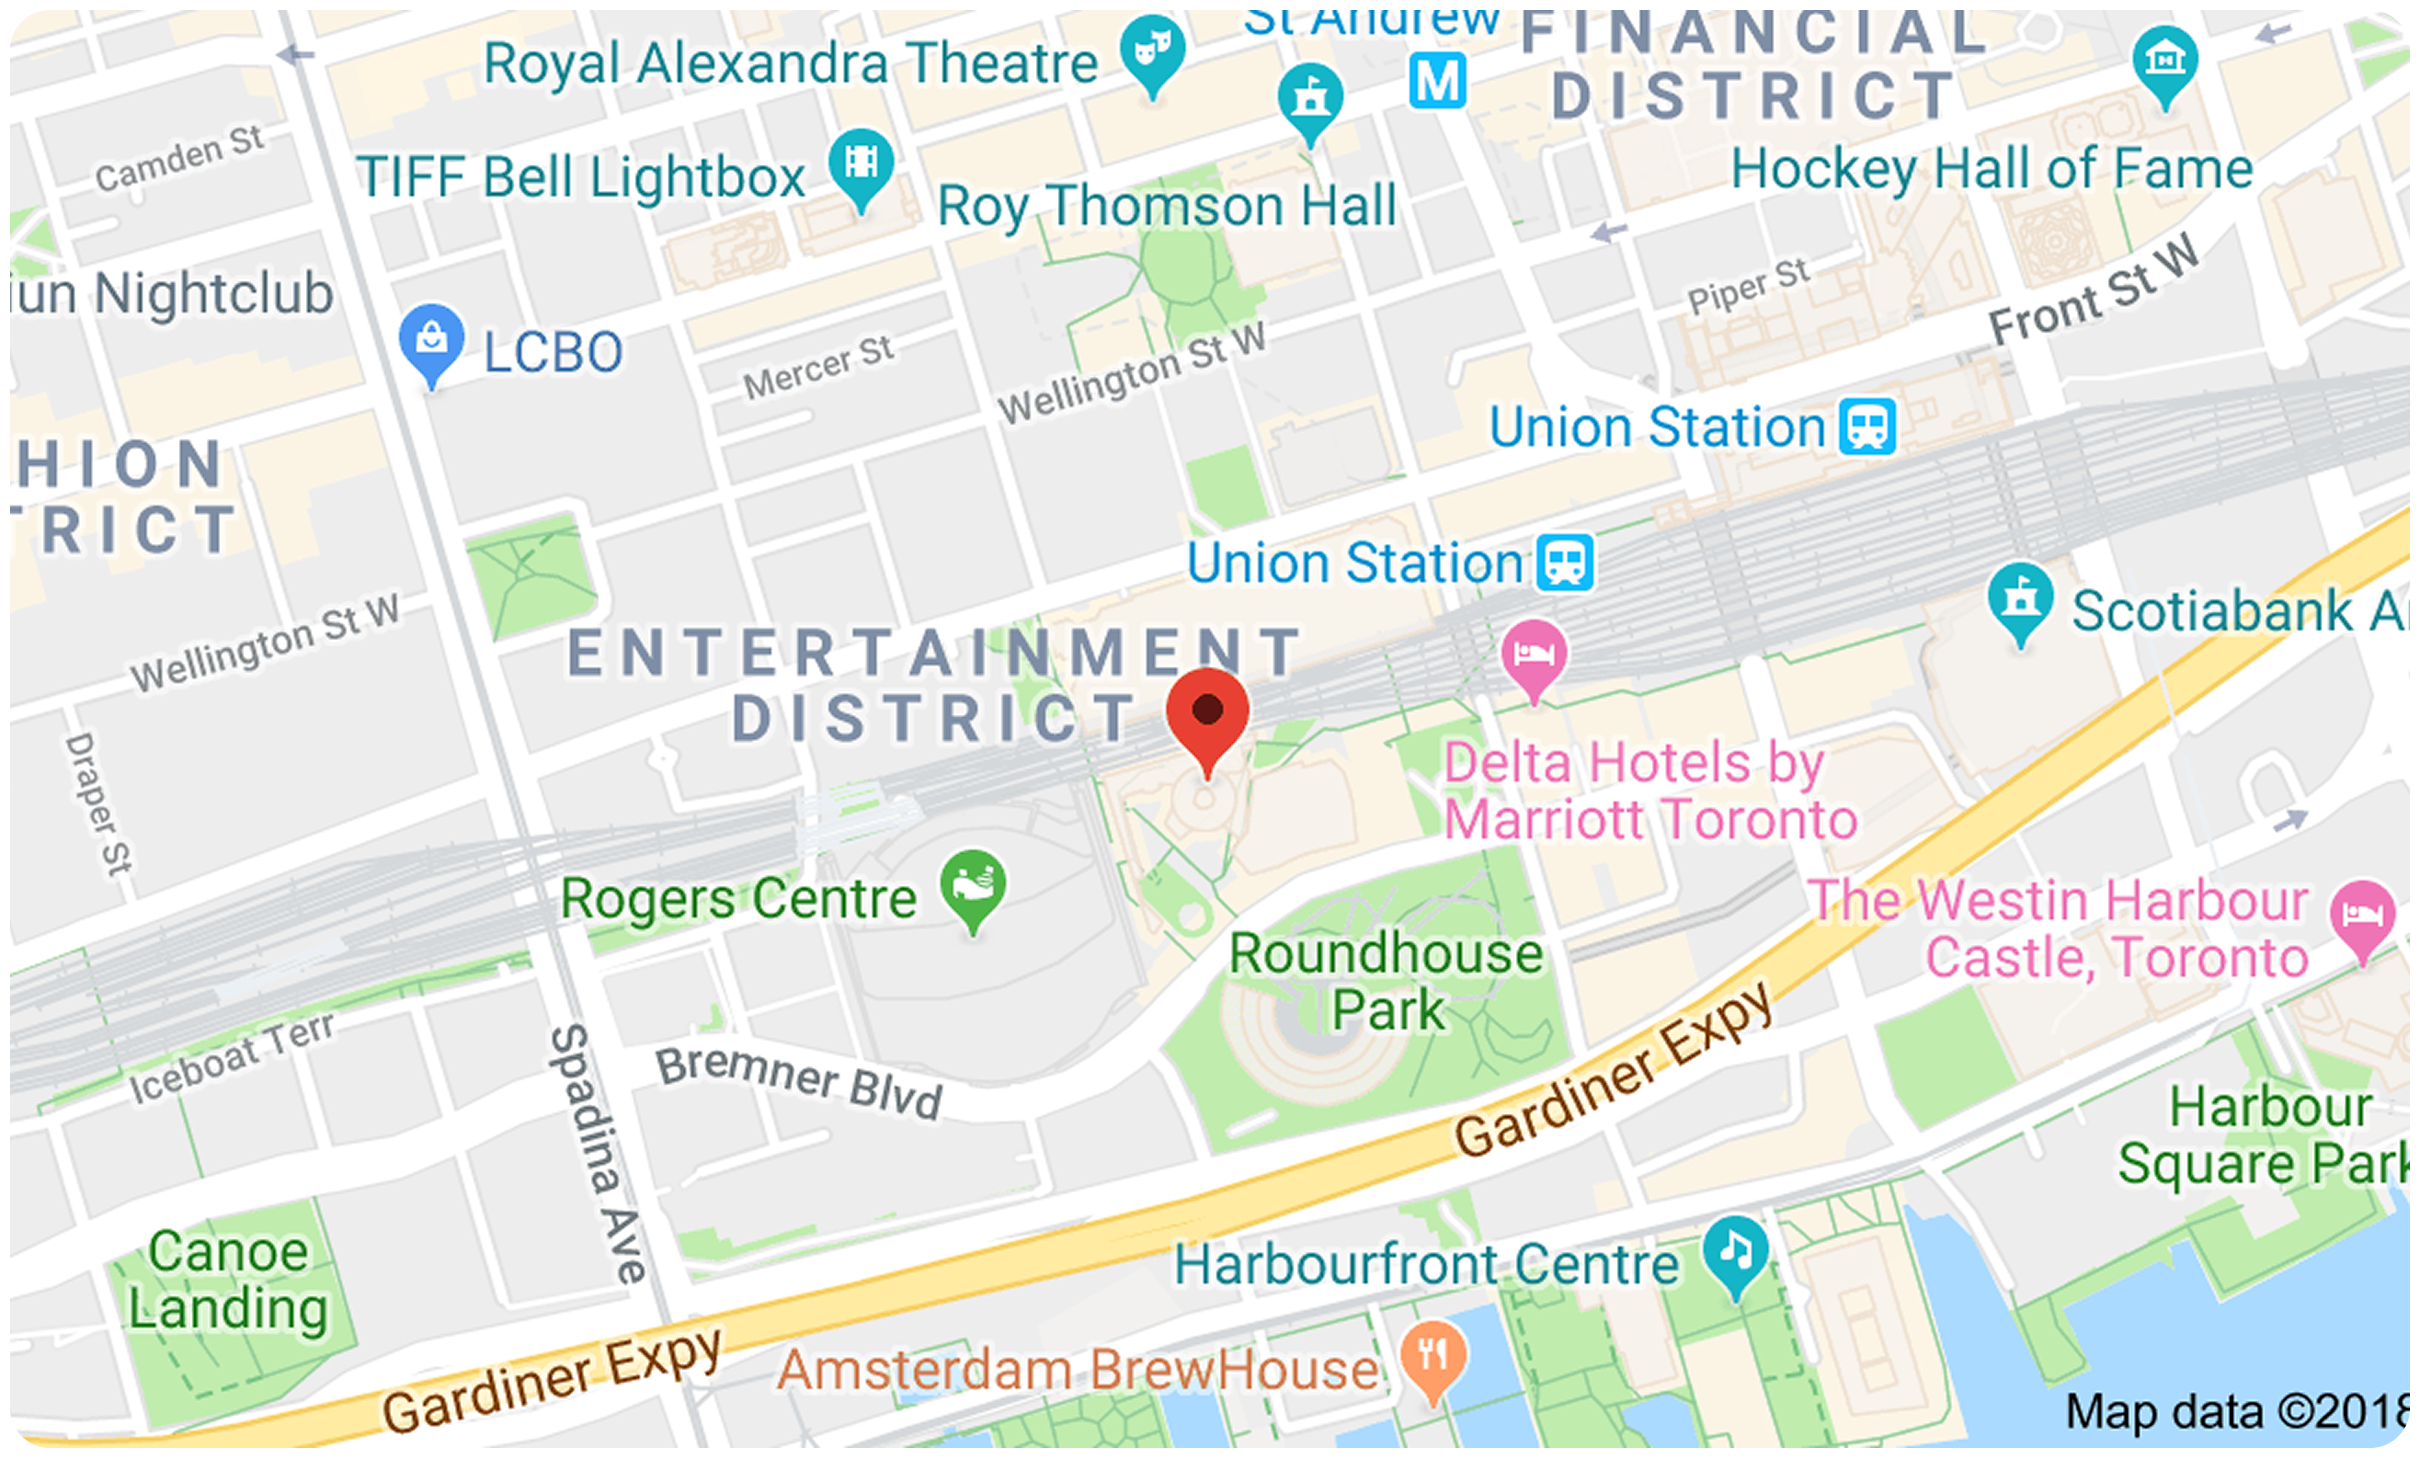 St Andrew
FINANCIAL
DISTRICT
Royal Alexandra Theatre
M
Camden St
TIFF Bell Lightbox
Roy Thomson Hall
Hockey Hall of Fame
Nightclub
LCBO
Mercer St
Wellington St W
Piper St
Front St W
Union Station
HION
TRICT
Union Station
Scotiabank
Wellington St W
ENTERTAINMENT
DISTRICT
Draper St
Delta Hotels by
Marriott Toronto
Rogers Centre
The Westin Harbour
Castle, Toronto
Roundhouse
Park
Iceboat Terr
Spadina Ave
Bremner Blvd
Gardiner Expy
Harbour
Square Park
Canoe
Landing
Harbourfront Centre
Gardiner Expy
Amsterdam BrewHouse
Map data ©2018